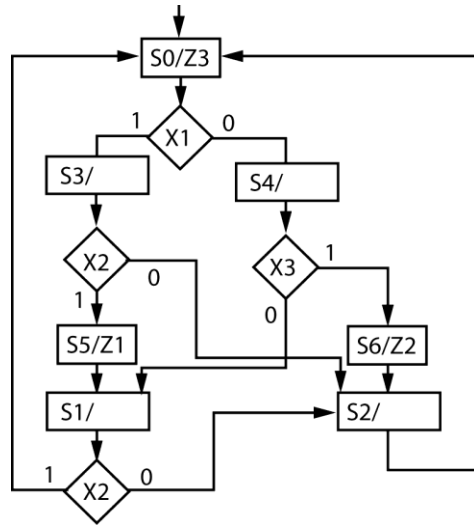 S0/Z3
1 X1 0
S3/ S4/
X2 X3 1
1 0 0
S5/Z1 S6/Z2
S1/ S2/
1 X2 0